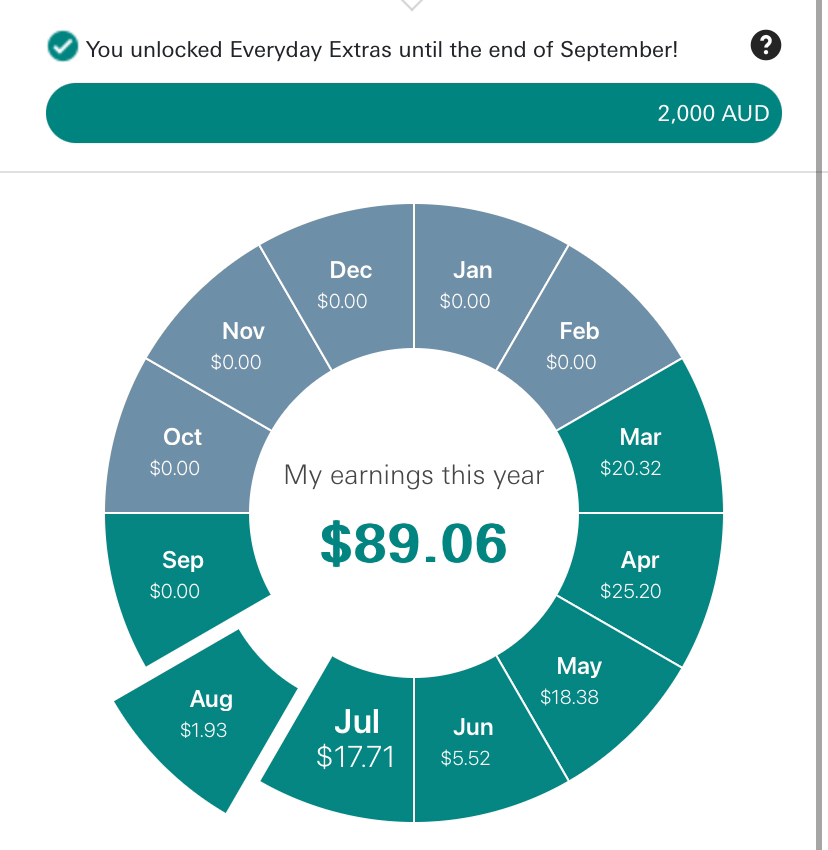 You unlocked Everyday Extras until the end of September!
?
2,000 AUD
Dec
$0.00
Jan
$0.00
Nov
$0.00
Feb
$0.00
Oct
$0.00
Mar
$20.32
My earnings this year
$89.06
Sep
$0.00
Apr
$25.20
Aug
$1.93
May
$18.38
Jul
$17.71
Jun
$5.52